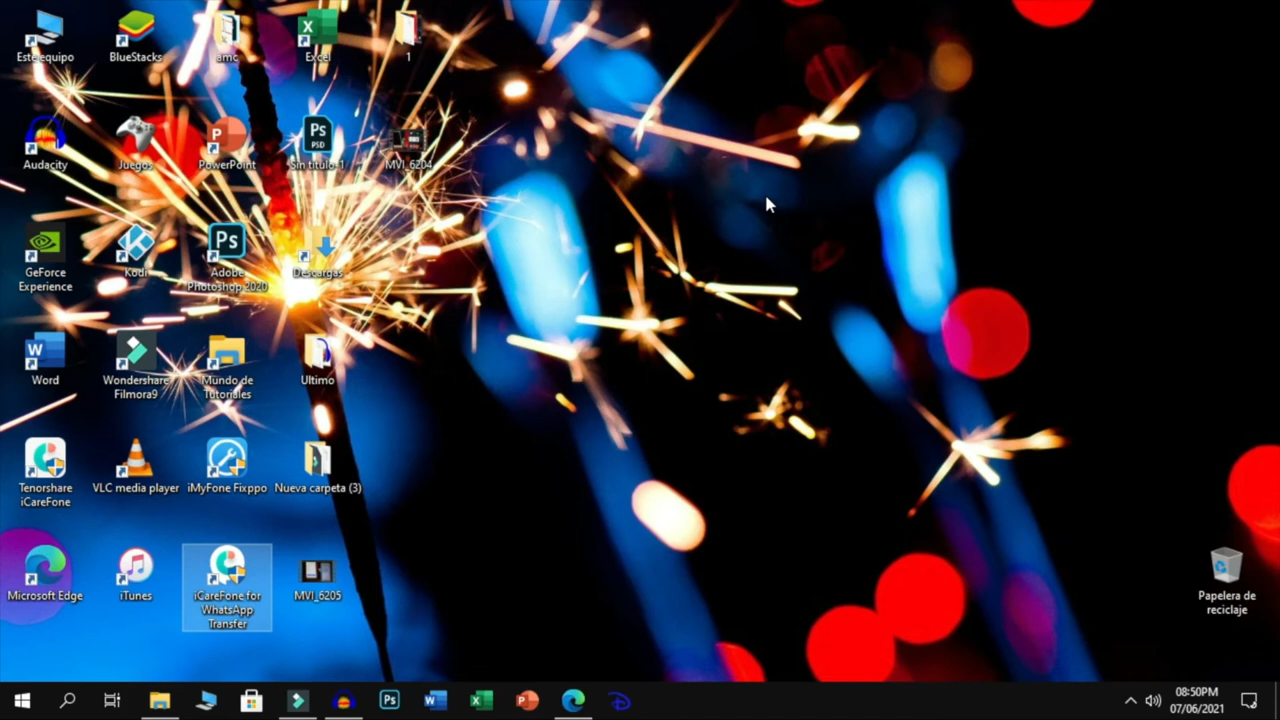 Este equipo
BlueStacks
amc
Excel
1
Audacity
Juegos
PowerPoint
Sin título-1
MVI_6204
GeForce
Experience
Kodi
Adobe
Photoshop 2020
Descargas
Word
Wondershare
Filmora9
Mundo de
Tutoriales
Ultimo
Tenorshare
iCareFone
VLC media player
iMyFone Fixppo
Nueva carpeta (3)
Microsoft Edge
iTunes
iCareFone for
WhatsApp
Transfer
MVI_6205
Papelera de
reciclaje
08:50PM
07/06/2021